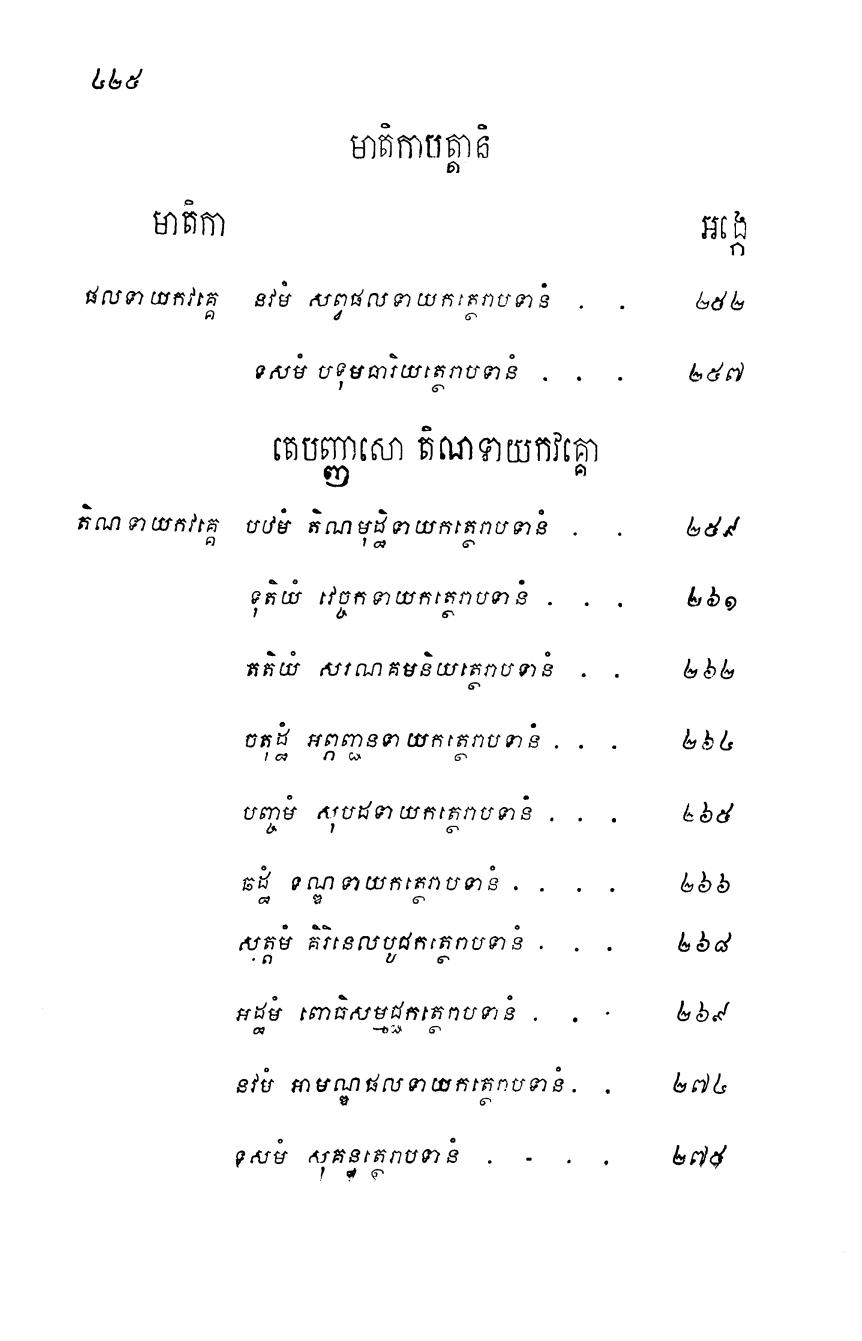 ៤២៥
មាតិកាបត្តានិ
មាតិកា អង្កេ
ផលទាយកវគ្គេ នវមំ សព្វផលទាយកត្ថេរាបទានំ . . ២៥២
ទសមំ បទុមធារិយត្ថេរាបទានំ . . . ២៥៧
តេបញ្ញាសោ តិណទាយកវគ្គោ
តិណទាយកវគ្គេ បឋមំ តិណមុដ្ឋិទាយកត្ថេរាបទានំ . . ២៥៩
ទុតិយំ វេច្ចកទាយកត្ថេរាបទានំ . . . ២៦១
តតិយំ សរណគមនិយត្ថេរាបទានំ . . ២៦២
ចតុដ្ឋំ អព្ភញ្ជនទាយកត្ថេរាបទានំ . . . ២៦៤
បញ្ចមំ សុបដទាយកត្ថេរាបទានំ . . . ២៦៥
ឆដ្ឋំ ទណ្ឌទាយកត្ថេរាបទានំ . . . . ២៦៦
សត្តមំ គិរិនេលបូជកត្ថេរាបទានំ . . . ២៦៨
អដ្ឋមំ ពោធិសម្មជ្ជកត្ថេរាបទានំ . . . ២៦៩
នវមំ អាមណ្ឌផលទាយកត្ថេរាបទានំ . . ២៧៤
ទសមំ សុគន្ធត្ថេរាបទានំ . - . . ២៧៥